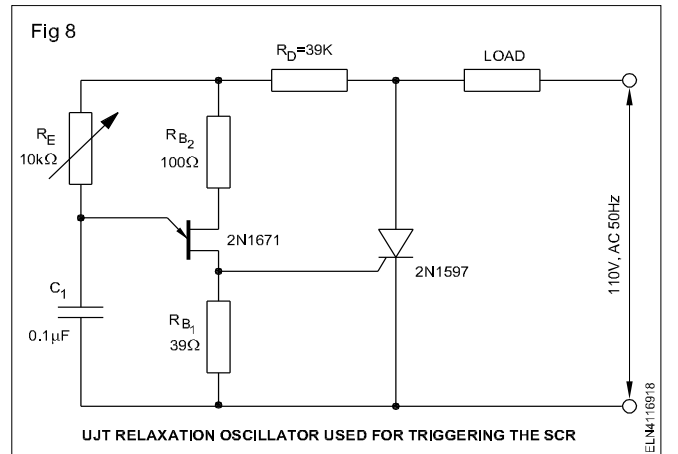 Fig 8
R_D=39K
LOAD
R_E
10kΩ
R_B₂
100Ω
2N1671
2N1597
C₁
0.1µF
R_B₁
39Ω
110V, AC 50Hz
UJT RELAXATION OSCILLATOR USED FOR TRIGGERING THE SCR
ELN4116918